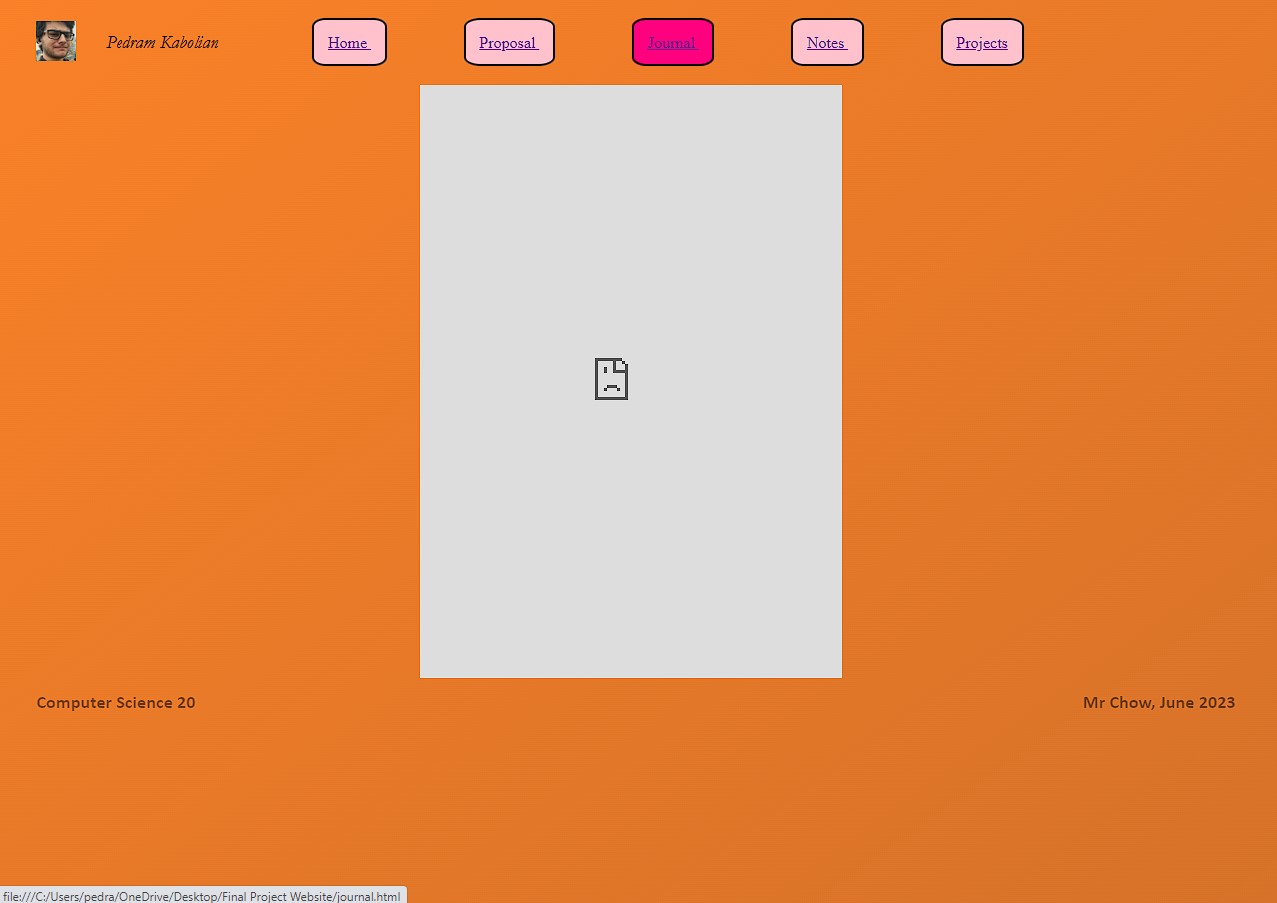 Pedram Kabolian
Home
Proposal
Journal
Notes
Projects
Computer Science 20
Mr Chow, June 2023
file:///C:/Users/pedra/OneDrive/Desktop/Final Project Website/journal.html